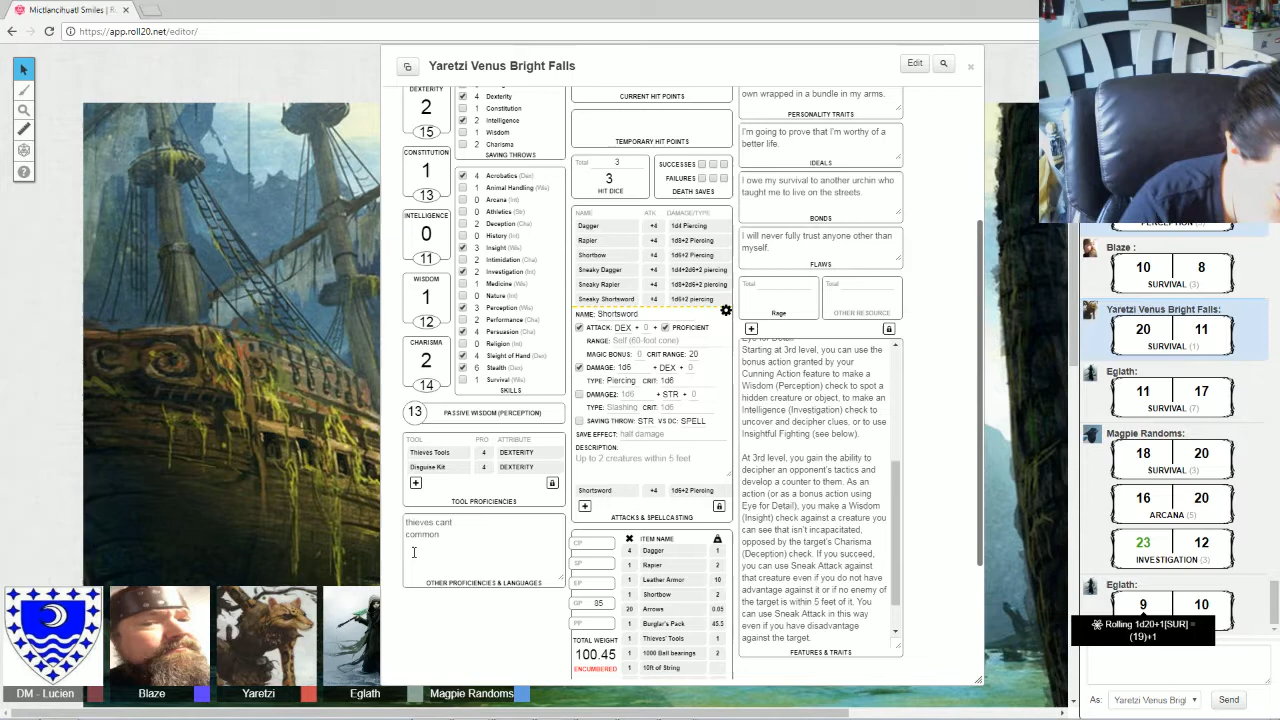 Mictlancihuatl Smiles | R
https://app.roll20.net/editor/
Yaretzi Venus Bright Falls
Edit
DEXTERITY
2
15
CONSTITUTION
1
13
INTELLIGENCE
0
11
WISDOM
1
12
CHARISMA
2
14
4 Dexterity
1 Constitution
2 Intelligence
1 Wisdom
2 Charisma
SAVING THROWS
4 Acrobatics (Dex)
1 Animal Handling (Wis)
0 Arcana (Int)
0 Athletics (Str)
2 Deception (Cha)
0 History (Int)
3 Insight (Wis)
2 Intimidation (Cha)
2 Investigation (Int)
1 Medicine (Wis)
0 Nature (Int)
3 Perception (Wis)
2 Performance (Cha)
4 Persuasion (Cha)
0 Religion (Int)
4 Sleight of Hand (Dex)
6 Stealth (Dex)
1 Survival (Wis)
SKILLS
13 PASSIVE WISDOM (PERCEPTION)
TOOL PRO ATTRIBUTE
Thieves Tools 4 DEXTERITY
Disguise Kit 4 DEXTERITY
TOOL PROFICIENCIES
thieves cant
common
OTHER PROFICIENCIES & LANGUAGES
CURRENT HIT POINTS
TEMPORARY HIT POINTS
Total 3
3
HIT DICE
SUCCESSES
FAILURES
DEATH SAVES
NAME ATK DAMAGE/TYPE
Dagger +4 1d4 Piercing
Rapier +4 1d8+2 Piercing
Shortbow +4 1d6+2 Piercing
Sneaky Dagger +4 1d4+2d6+2 piercing
Sneaky Rapier +4 1d8+2d6+2 piercing
Sneaky Shortsword +4 1d6+2 piercing
NAME: Shortsword
ATTACK: DEX + 0 + PROFICIENT
RANGE: Self (60-foot cone)
MAGIC BONUS: 0 CRIT RANGE: 20
DAMAGE: 1d6 + DEX + 0
TYPE: Piercing CRIT: 1d6
DAMAGE2: 1d6 + STR + 0
TYPE: Slashing CRIT: 1d6
SAVING THROW: STR VS DC: SPELL
SAVE EFFECT: half damage
DESCRIPTION:
Up to 2 creatures within 5 feet
Shortsword +4 1d6+2 Piercing
ATTACKS & SPELLCASTING
CP
SP
EP
GP 85
PP
TOTAL WEIGHT
100.45
ENCUMBERED
ITEM NAME
4 Dagger 1
1 Rapier 2
1 Leather Armor 10
1 Shortbow 2
20 Arrows 0.05
1 Burglar's Pack 45.5
1 Thieves' Tools 1
1 1000 Ball bearings 2
1 10ft of String
own wrapped in a bundle in my arms.
PERSONALITY TRAITS
I'm going to prove that I'm worthy of a
better life.
IDEALS
I owe my survival to another urchin who
taught me to live on the streets.
BONDS
I will never fully trust anyone other than
myself.
FLAWS
Total
Rage
Total
OTHER RESOURCE
Eye for Detail
Starting at 3rd level, you can use the
bonus action granted by your
Cunning Action feature to make a
Wisdom (Perception) check to spot a
hidden creature or object, to make an
Intelligence (Investigation) check to
uncover and decipher clues, or to use
Insightful Fighting (see below).
At 3rd level, you gain the ability to
decipher an opponent's tactics and
develop a counter to them. As an
action (or as a bonus action using
Eye for Detail), you make a Wisdom
(Insight) check against a creature you
can see that isn't incapacitated,
opposed by the target's Charisma
(Deception) check. If you succeed,
you can use Sneak Attack against
that creature even if you do not have
advantage against it or if no enemy of
the target is within 5 feet of it. You
can use Sneak Attack in this way
even if you have disadvantage
against the target.
FEATURES & TRAITS
Blaze :
10 8
SURVIVAL (3)
Yaretzi Venus Bright Falls:
20 11
SURVIVAL (1)
Eglath:
11 17
SURVIVAL (7)
Magpie Randoms:
18 20
SURVIVAL (3)
16 20
ARCANA (5)
23 12
INVESTIGATION (3)
Eglath:
9 10
Rolling 1d20+1[SUR] =
(19)+1
As: Yaretzi Venus Brigl
Send
DM - Lucien
Blaze
Yaretzi
Eglath
Magpie Randoms